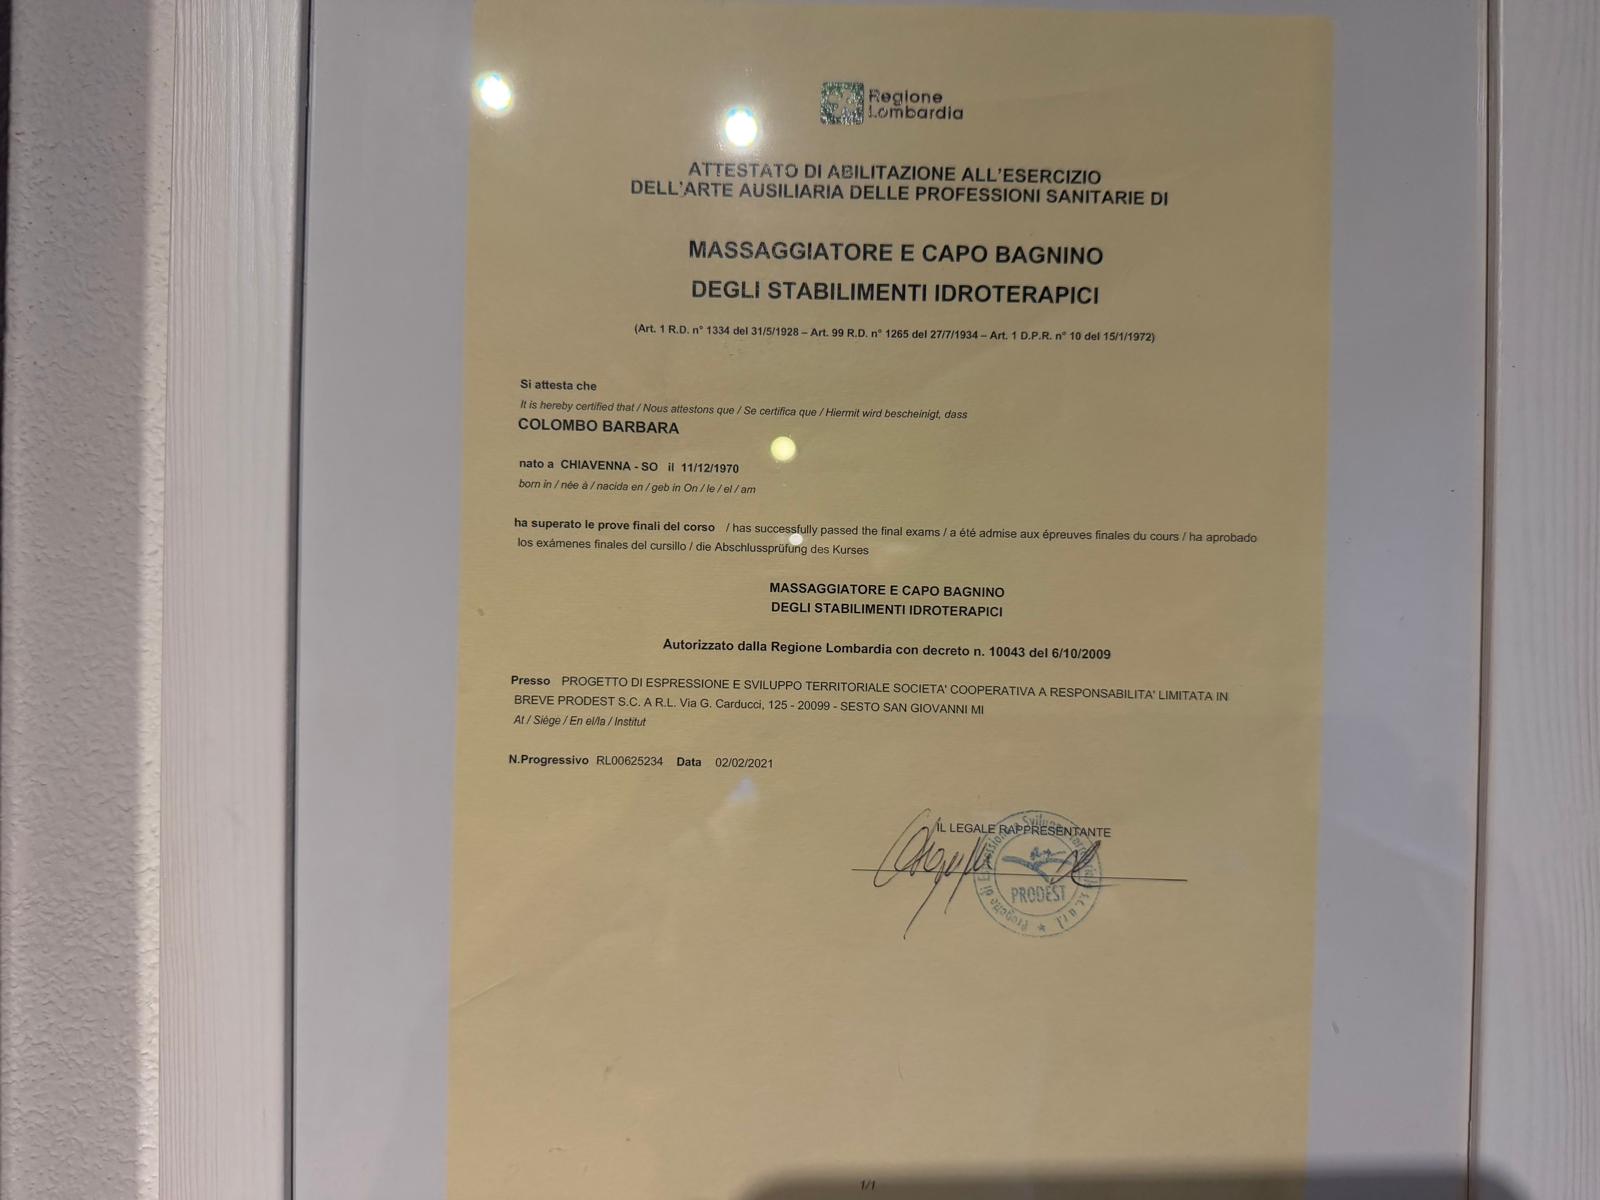 Regione
Lombardia
ATTESTATO DI ABILITAZIONE ALL'ESERCIZIO
DELL'ARTE AUSILIARIA DELLE PROFESSIONI SANITARIE DI
MASSAGGIATORE E CAPO BAGNINO
DEGLI STABILIMENTI IDROTERAPICI
(Art. 1 R.D. n° 1334 del 31/5/1928 – Art. 99 R.D. n° 1265 del 27/7/1934 – Art. 1 D.P.R. n° 10 del 15/1/1972)
Si attesta che
It is hereby certified that / Nous attestons que / Se certifica que / Hiermit wird bescheinigt, dass
COLOMBO BARBARA
nato a CHIAVENNA - SO il 11/12/1970
born in / née à / nacida en / geb in On / le / el / am
ha superato le prove finali del corso / has successfully passed the final exams / a été admise aux épreuves finales du cours / ha aprobado
los exámenes finales del cursillo / die Abschlussprüfung des Kurses
MASSAGGIATORE E CAPO BAGNINO
DEGLI STABILIMENTI IDROTERAPICI
Autorizzato dalla Regione Lombardia con decreto n. 10043 del 6/10/2009
Presso PROGETTO DI ESPRESSIONE E SVILUPPO TERRITORIALE SOCIETA' COOPERATIVA A RESPONSABILITA' LIMITATA IN
BREVE PRODEST S.C. A R.L. Via G. Carducci, 125 - 20099 - SESTO SAN GIOVANNI MI
At / Siège / En el/la / Institut
N.Progressivo RL00625234 Data 02/02/2021
IL LEGALE RAPPRESENTANTE
PRODEST
1/1